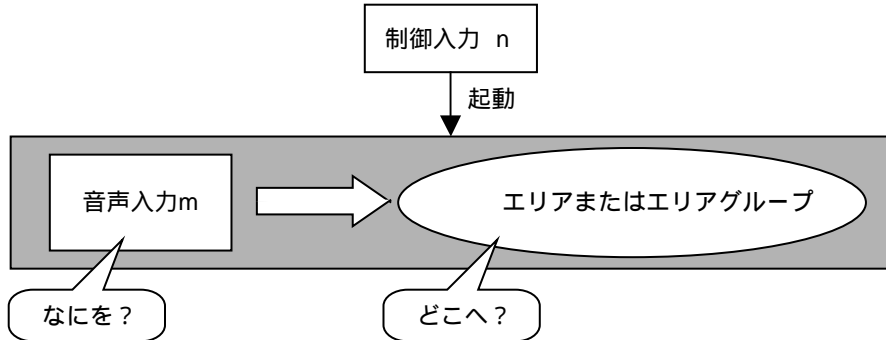 制御入力 n
起動
音声入力m
エリアまたはエリアグループ
なにを？
どこへ？